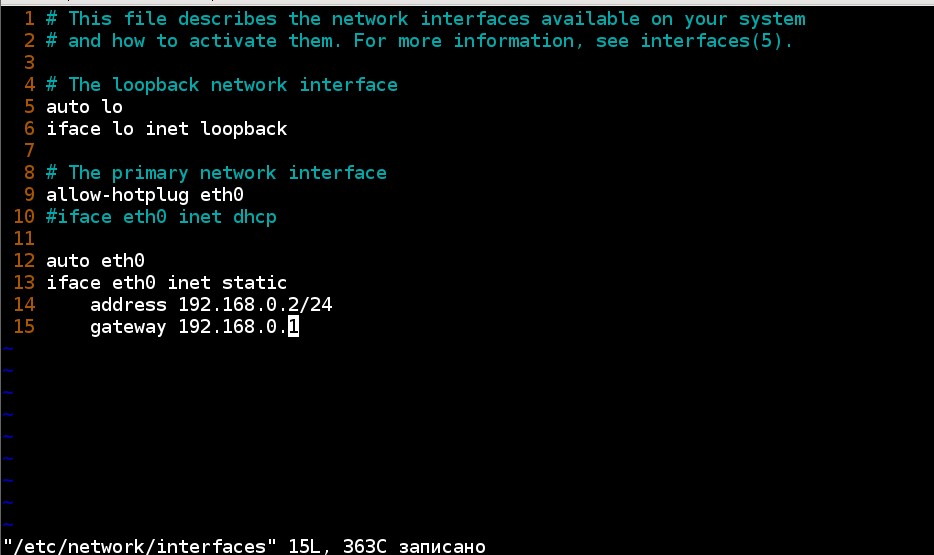 1 # This file describes the network interfaces available on your system
2 # and how to activate them. For more information, see interfaces(5).
3
4 # The loopback network interface
5 auto lo
6 iface lo inet loopback
7
8 # The primary network interface
9 allow-hotplug eth0
10 #iface eth0 inet dhcp
11
12 auto eth0
13 iface eth0 inet static
14     address 192.168.0.2/24
15     gateway 192.168.0.1
~
~
~
~
~
~
~
~
~
"/etc/network/interfaces" 15L, 363C записано